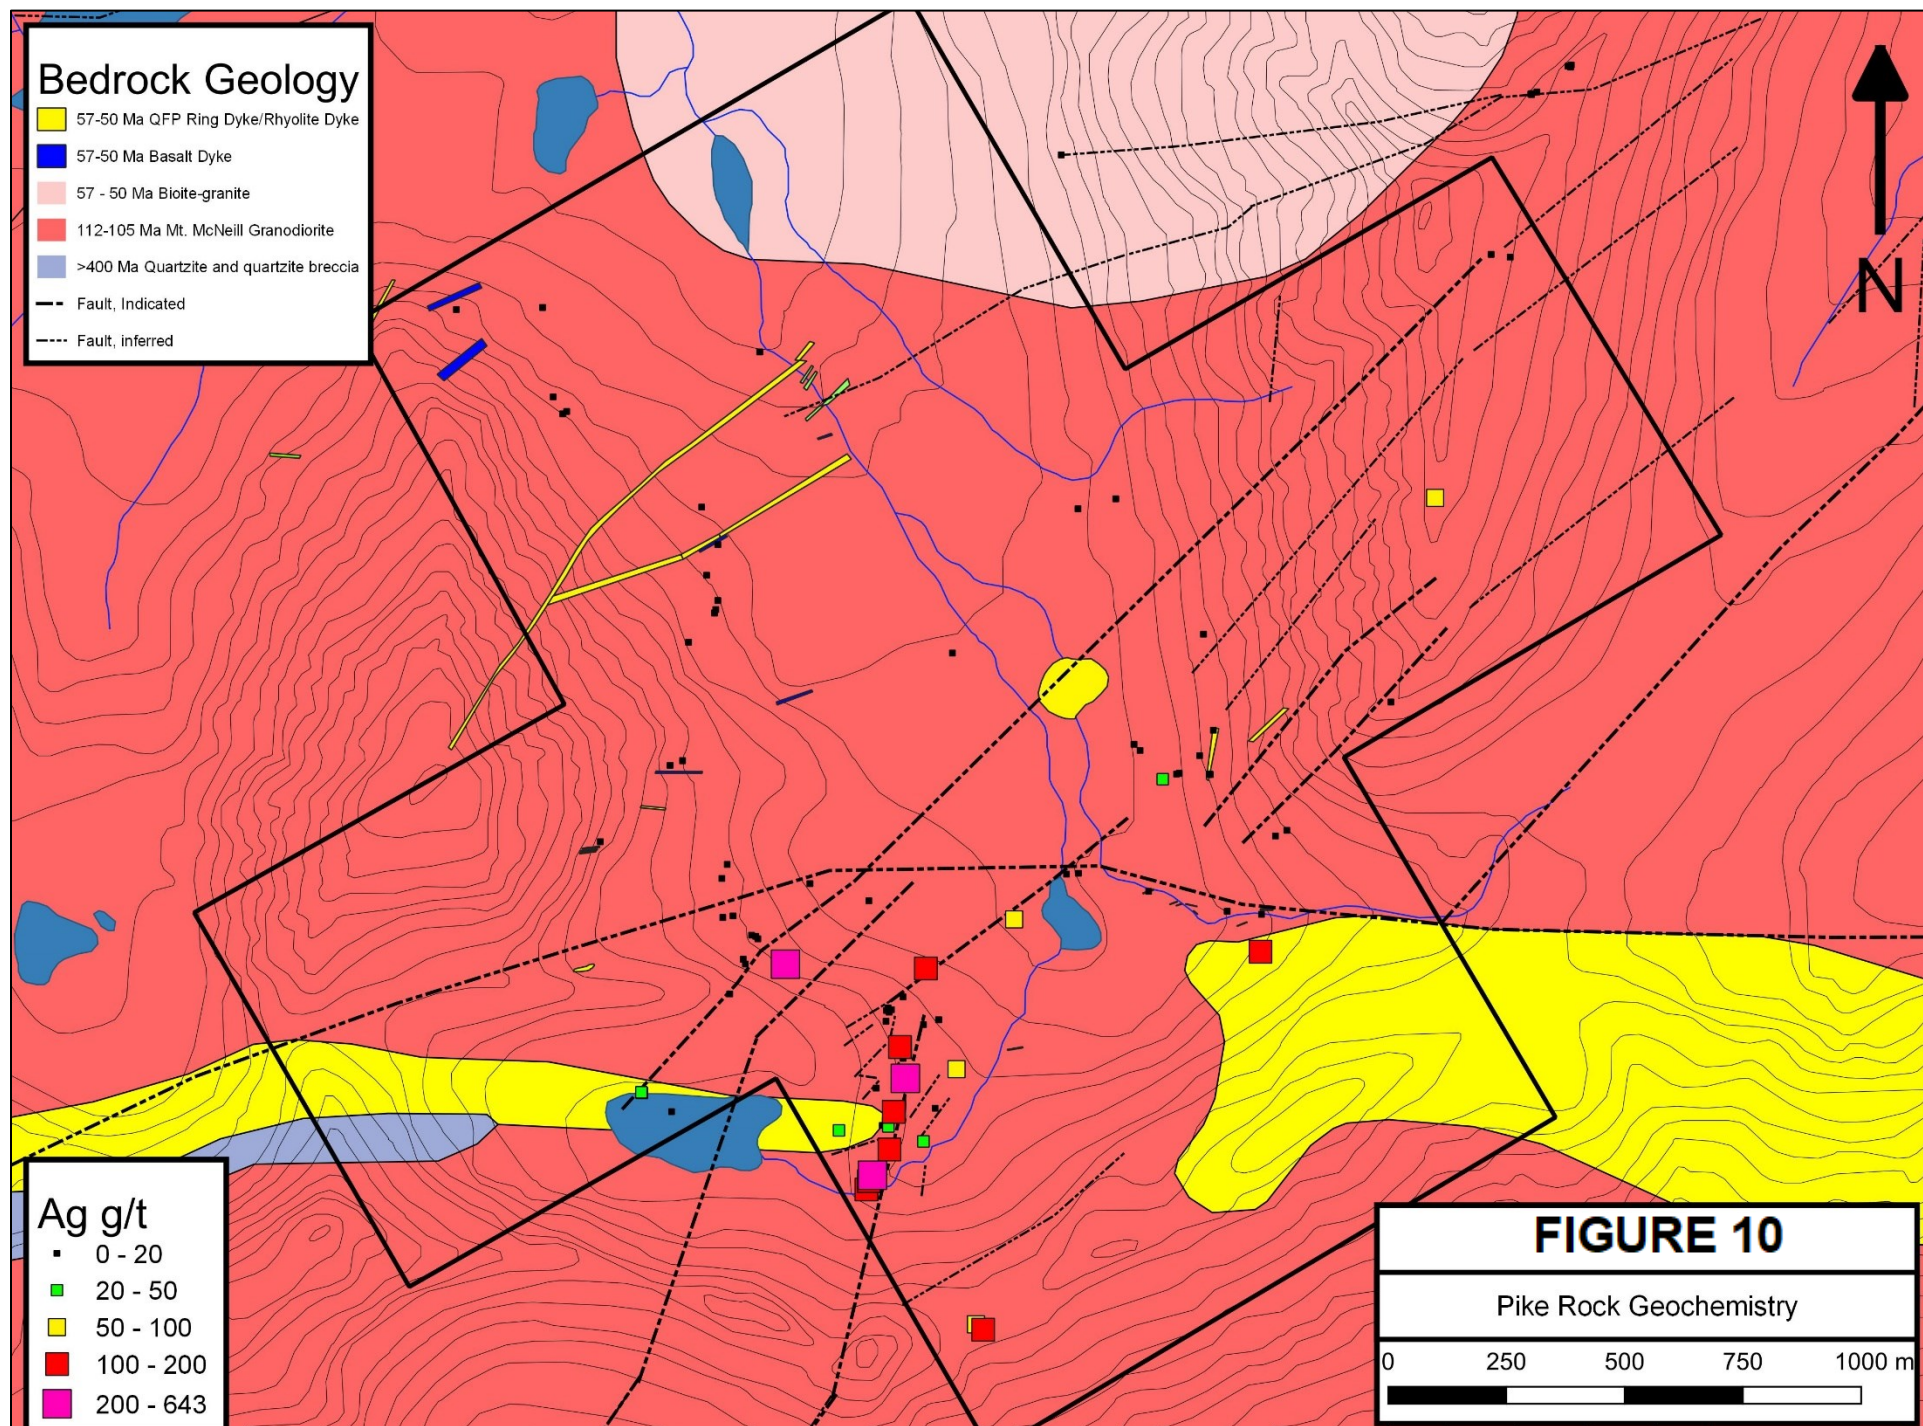 Bedrock Geology
57-50 Ma QFP Ring Dyke/Rhyolite Dyke
57-50 Ma Basalt Dyke
57 - 50 Ma Bioite-granite
112-105 Ma Mt. McNeill Granodiorite
>400 Ma Quartzite and quartzite breccia
Fault, Indicated
Fault, inferred
N
Ag g/t
0 - 20
20 - 50
50 - 100
100 - 200
200 - 643
FIGURE 10
Pike Rock Geochemistry
0 250 500 750 1000 m